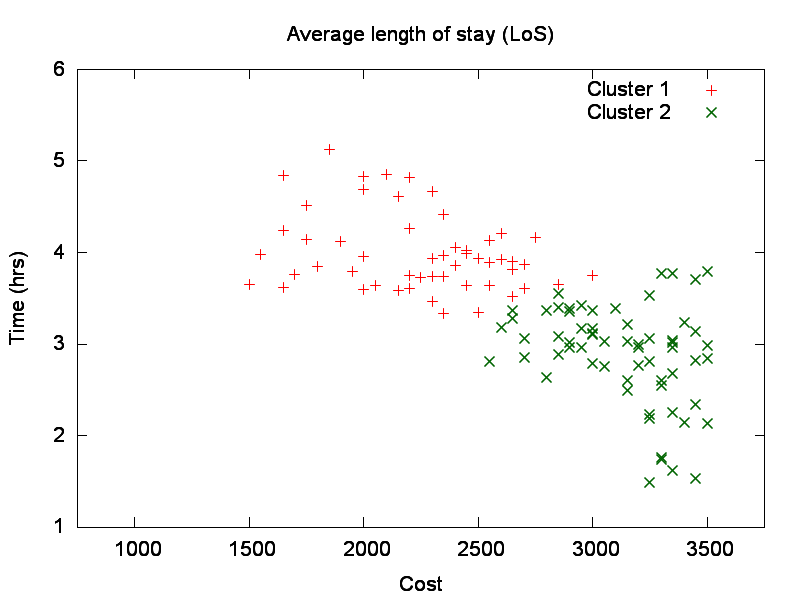 Average length of stay (LoS)
6
Cluster 1
Cluster 2
5
4
Time (hrs)
3
2
1
1000 1500 2000 2500 3000 3500
Cost